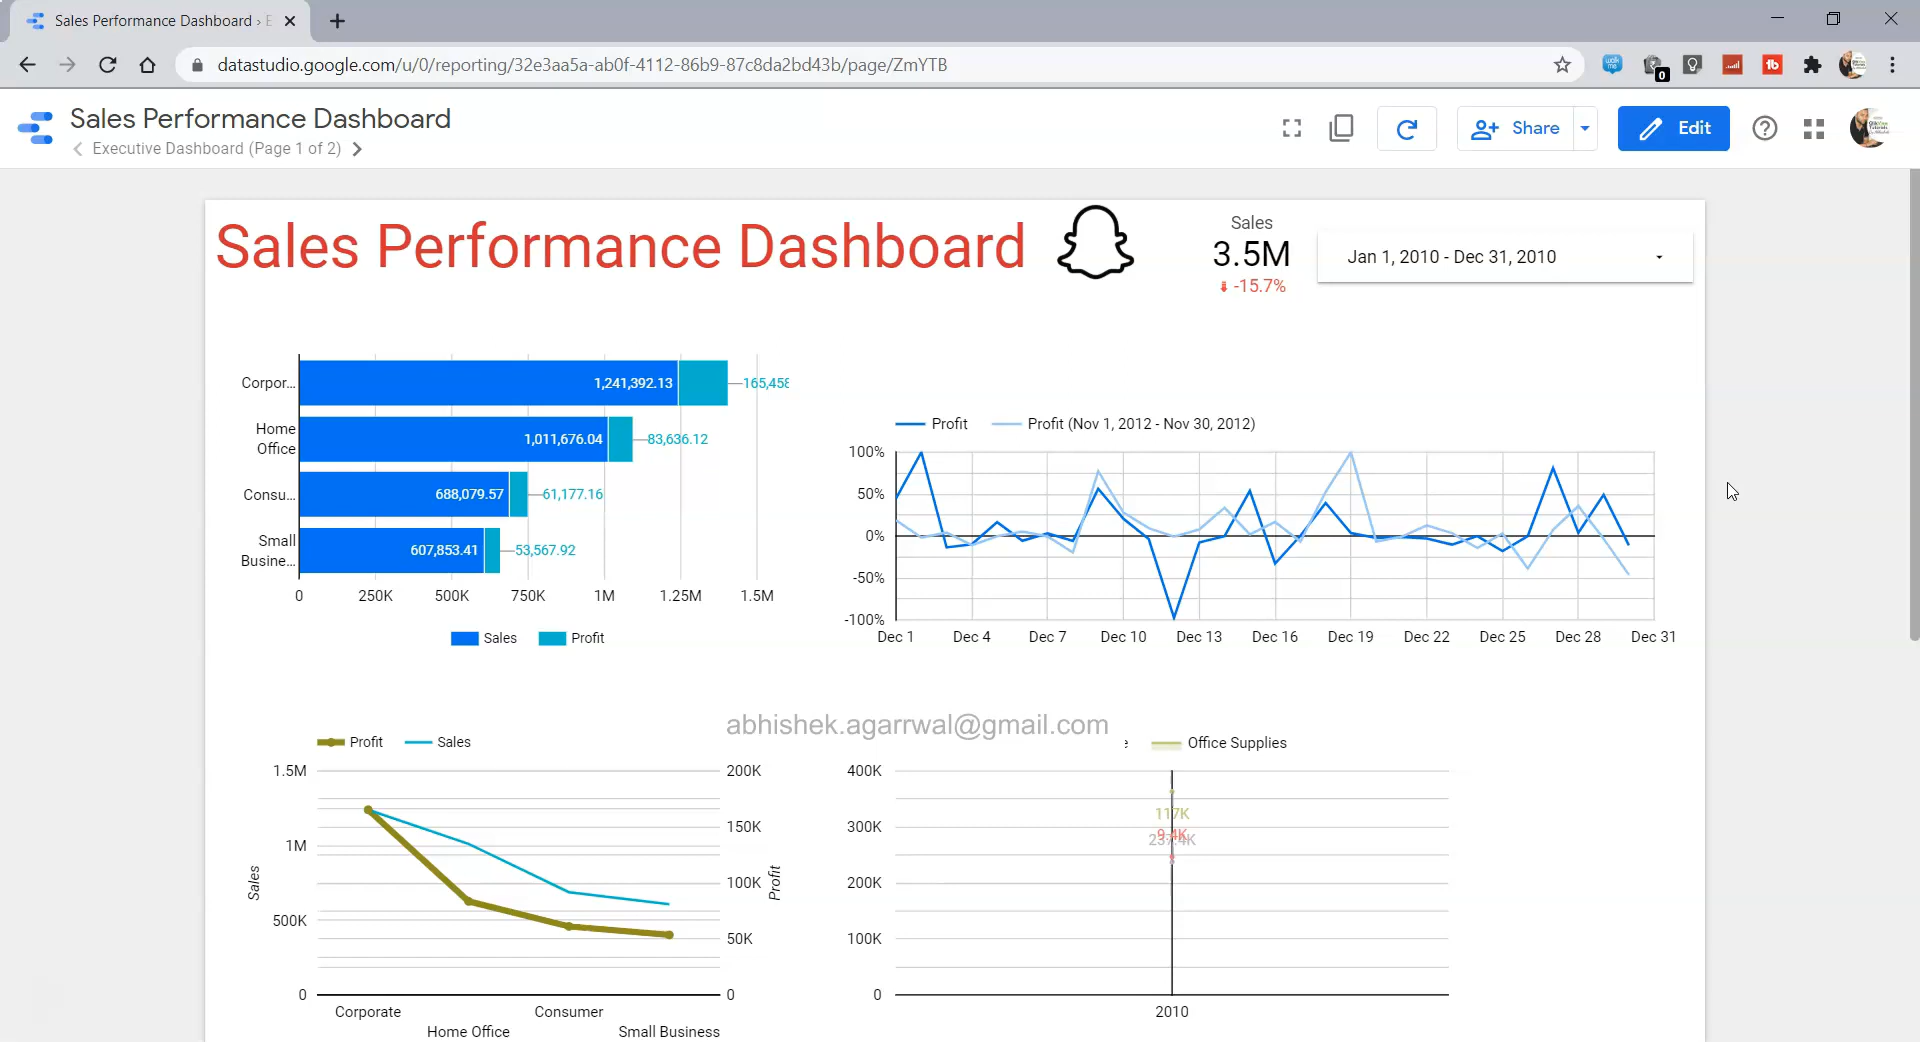 Sales Performance Dashboard › E
datastudio.google.com/u/0/reporting/32e3aa5a-ab0f-4112-86b9-87c8da2bd43b/page/ZmYTB
0
Sales Performance Dashboard
Executive Dashboard (Page 1 of 2)
Share
Edit
Sales Performance Dashboard
Sales
3.5M
-15.7%
Jan 1, 2010 - Dec 31, 2010
Corpor...
1,241,392.13
165,458
Home
Office
1,011,676.04
83,636.12
Consu...
688,079.57
61,177.16
Small
Busine...
607,853.41
53,567.92
0 250K 500K 750K 1M 1.25M 1.5M
Sales Profit
Profit Profit (Nov 1, 2012 - Nov 30, 2012)
100%
50%
0%
-50%
-100%
Dec 1 Dec 4 Dec 7 Dec 10 Dec 13 Dec 16 Dec 19 Dec 22 Dec 25 Dec 28 Dec 31
abhishek.agarrwal@gmail.com
Profit Sales
1.5M
1M
500K
0
Sales
200K
150K
100K
50K
0
Profit
Corporate
Home Office
Consumer
Small Business
Office Supplies
400K
300K
200K
100K
0
117K
9.4K
237.4K
2010